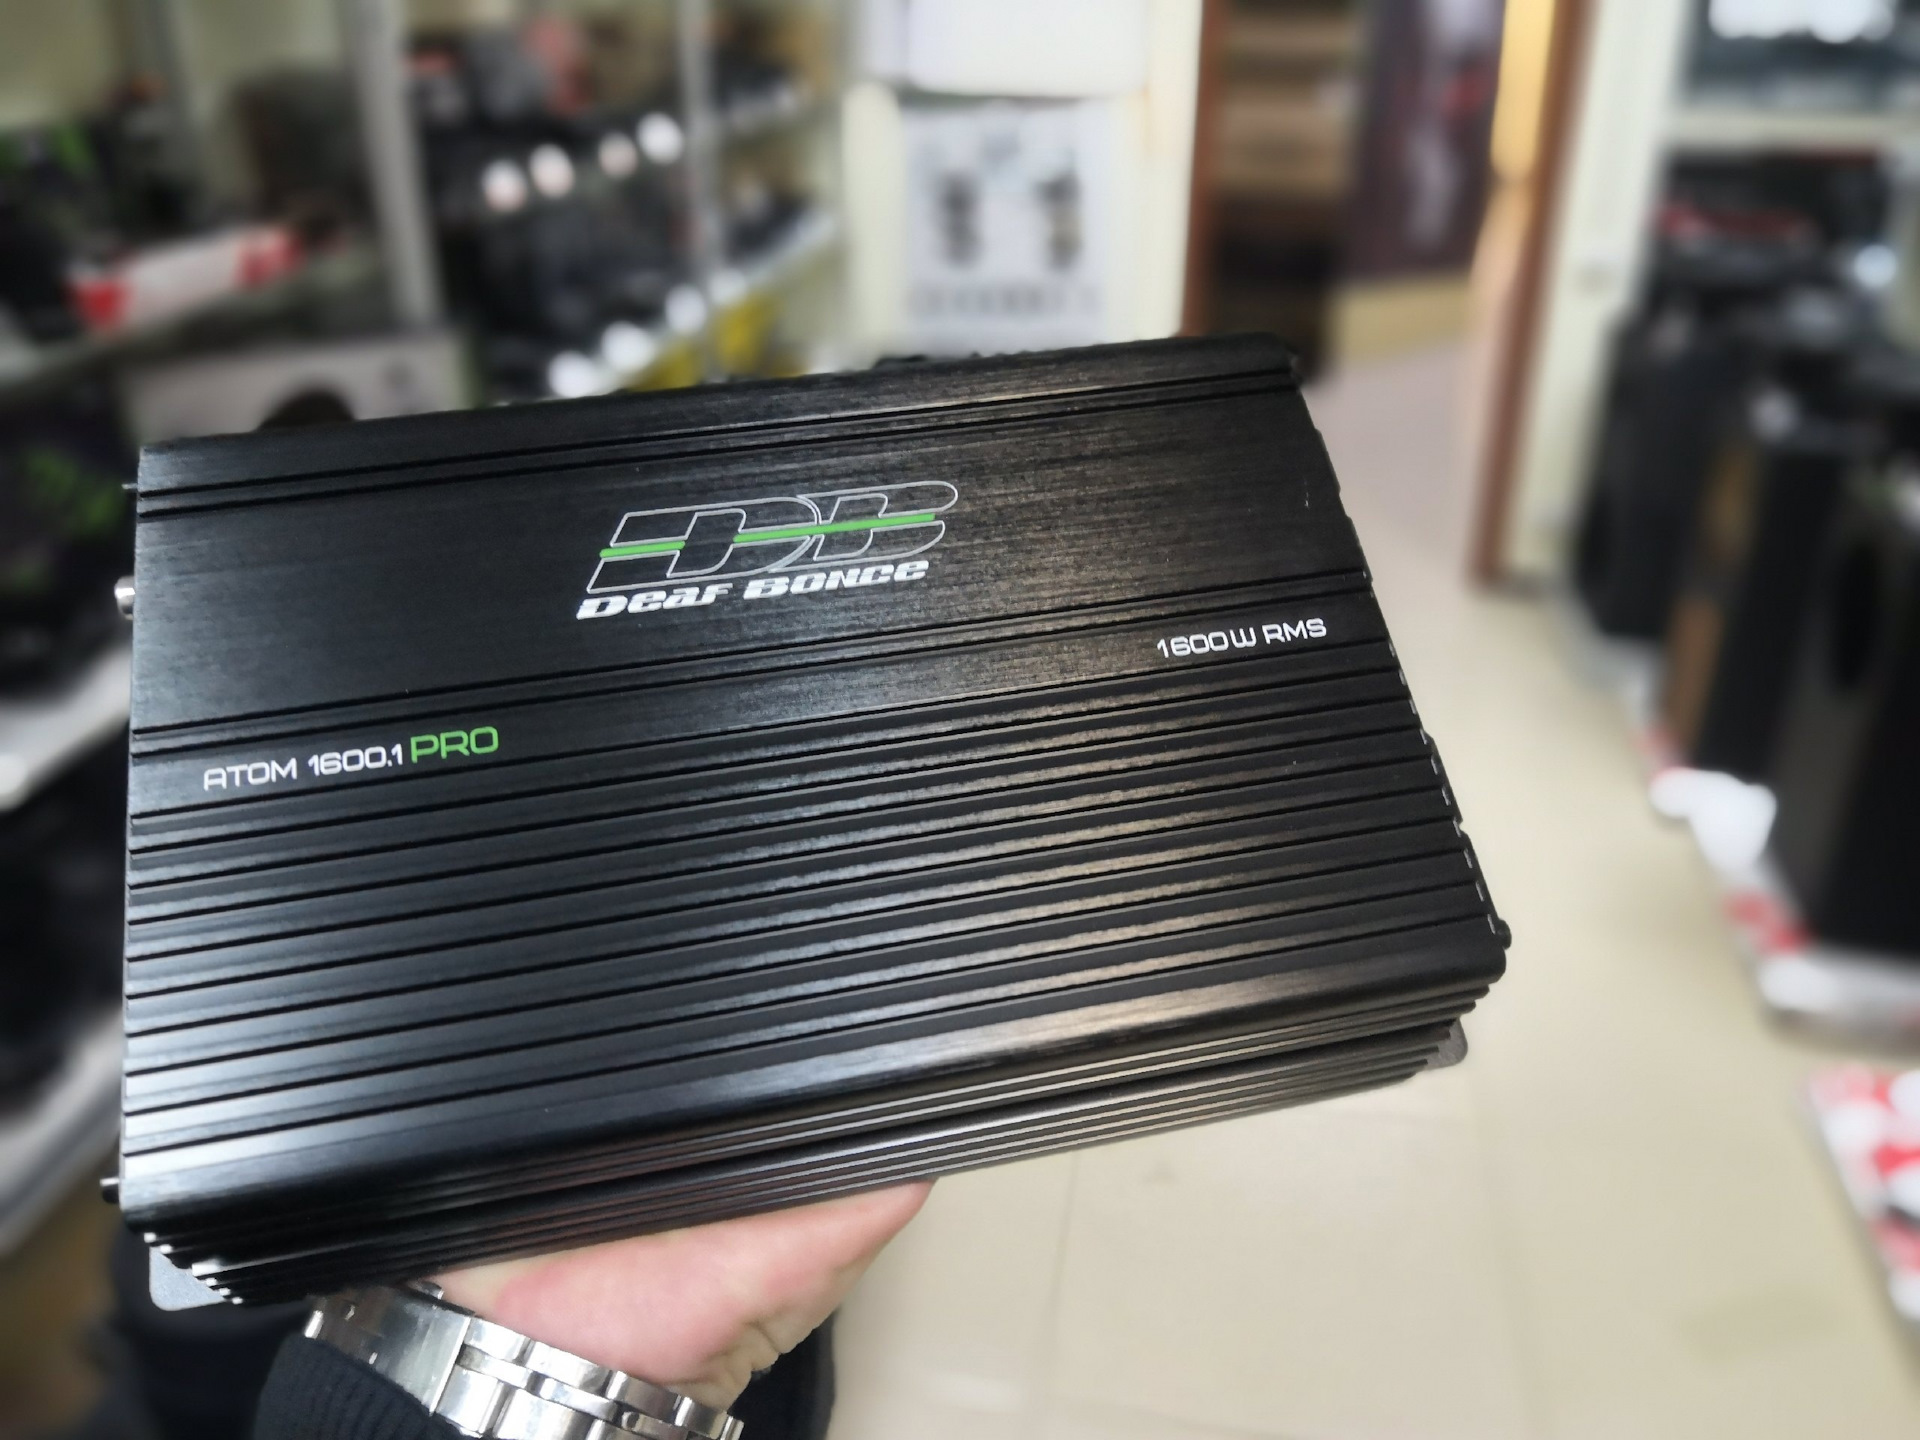 DB
Deaf Bonce
1600W RMS
ATOM 1600.1 PRO